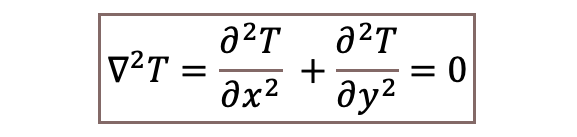 ∇²T = ∂²T/∂x² + ∂²T/∂y² = 0